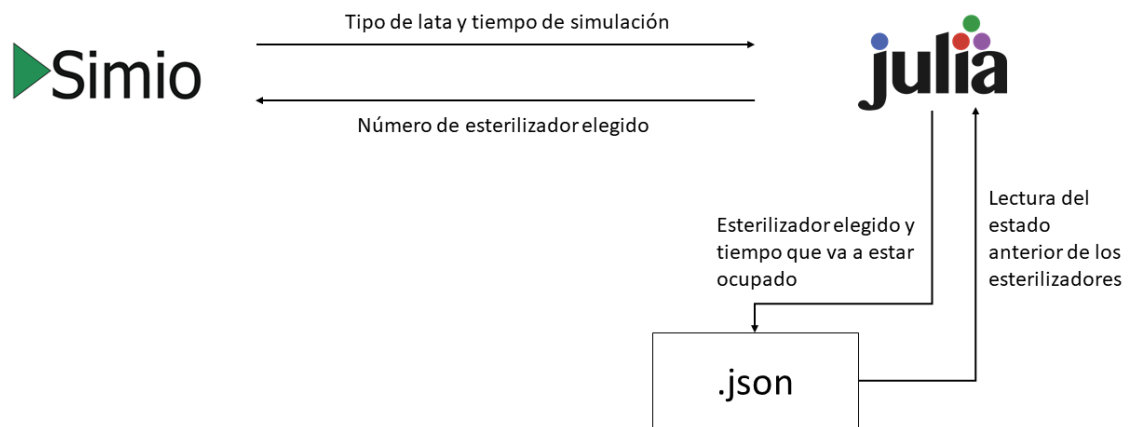 Tipo de lata y tiempo de simulación
Simio
julia
Número de esterilizador elegido
Esterilizador elegido y
tiempo que va a estar
ocupado
Lectura del
estado
anterior de los
esterilizadores
.json